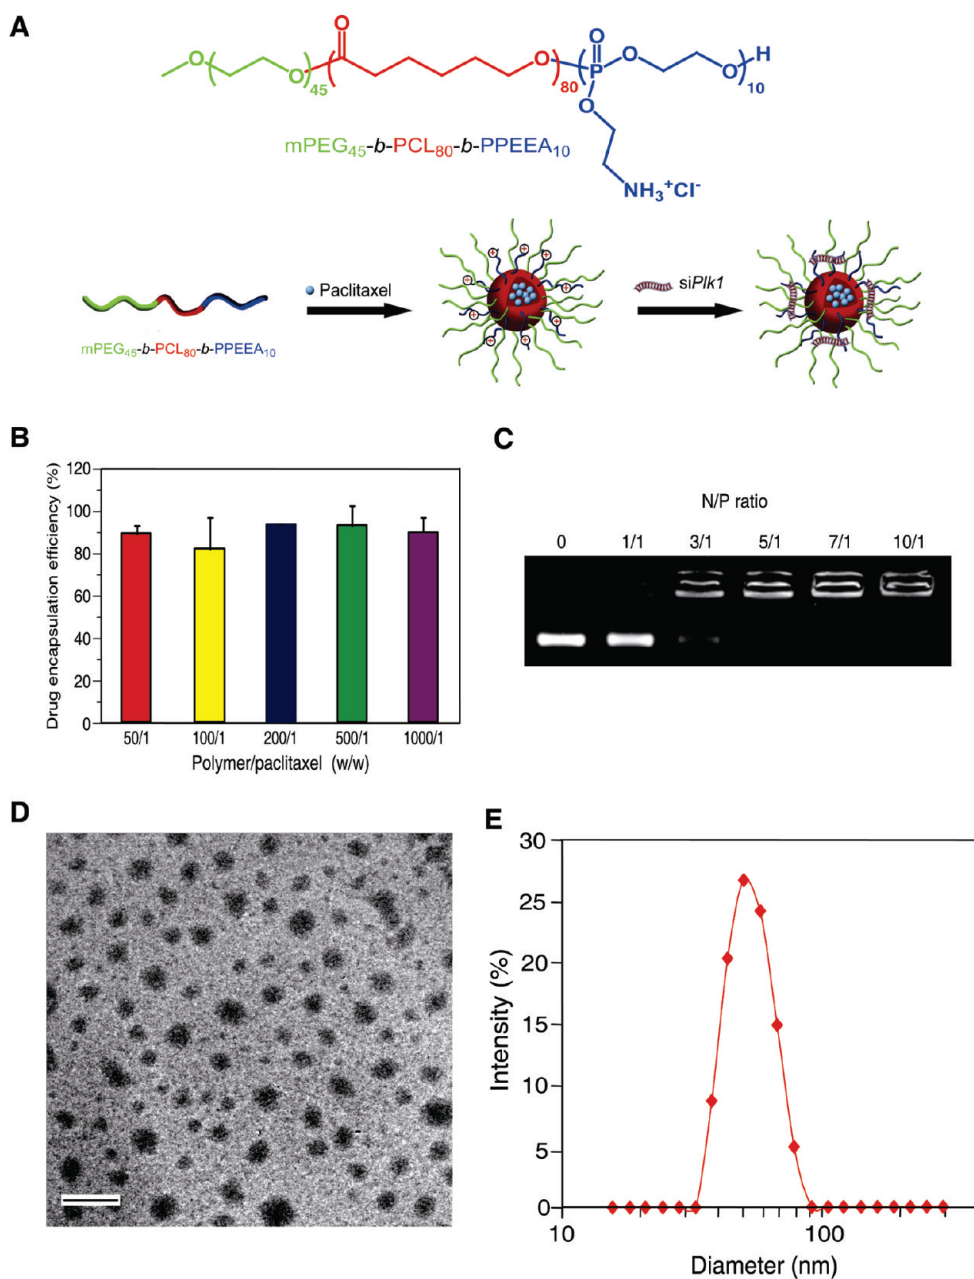 A
O
O
O
O
O
O
H
P
45
80
10
O
mPEG45-b-PCL80-b-PPEEA10
NH3+Cl-
Paclitaxel
siPlk1
mPEG45-b-PCL80-b-PPEEA10
B
Drug encapsulation efficiency (%)
120
100
80
60
40
20
0
50/1 100/1 200/1 500/1 1000/1
Polymer/paclitaxel (w/w)
C
N/P ratio
0 1/1 3/1 5/1 7/1 10/1
D
E
Intensity (%)
30
25
20
15
10
5
0
10 100
Diameter (nm)